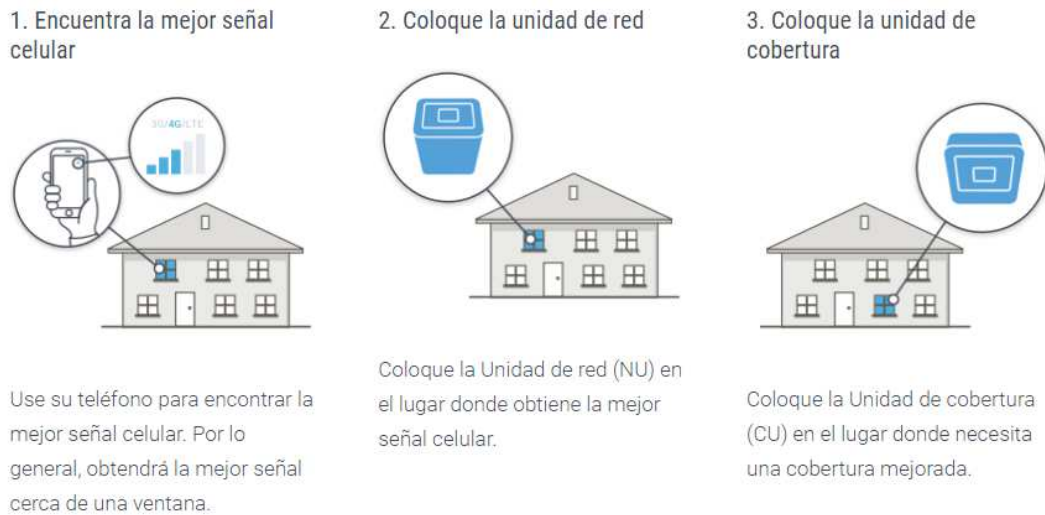 1. Encuentra la mejor señal
celular
3G/4G/LTE
Use su teléfono para encontrar la
mejor señal celular. Por lo
general, obtendrá la mejor señal
cerca de una ventana.
2. Coloque la unidad de red
Coloque la Unidad de red (NU) en
el lugar donde obtiene la mejor
señal celular.
3. Coloque la unidad de
cobertura
Coloque la Unidad de cobertura
(CU) en el lugar donde necesita
una cobertura mejorada.